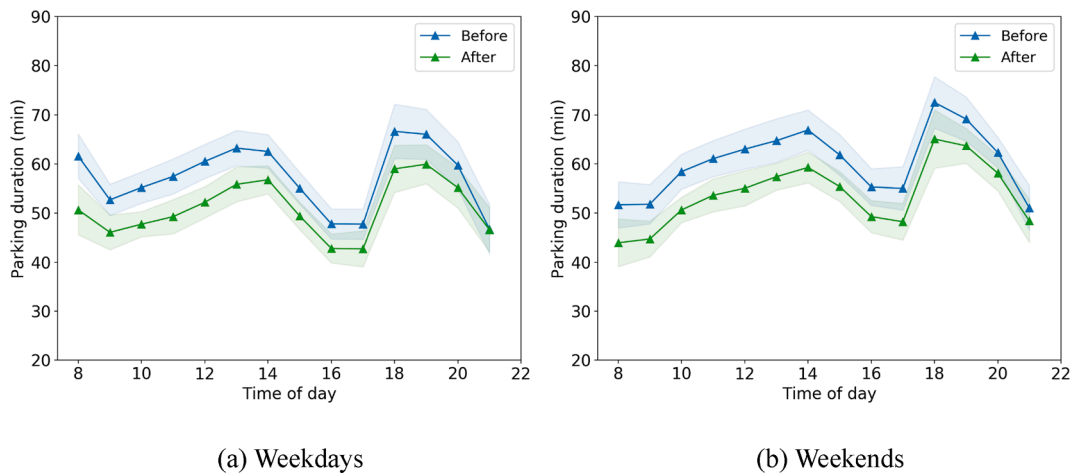 90
80
70
60
50
40
30
20
Parking duration (min)
Before
After
8 10 12 14 16 18 20 22
Time of day
(a) Weekdays
90
80
70
60
50
40
30
20
Parking duration (min)
Before
After
8 10 12 14 16 18 20 22
Time of day
(b) Weekends